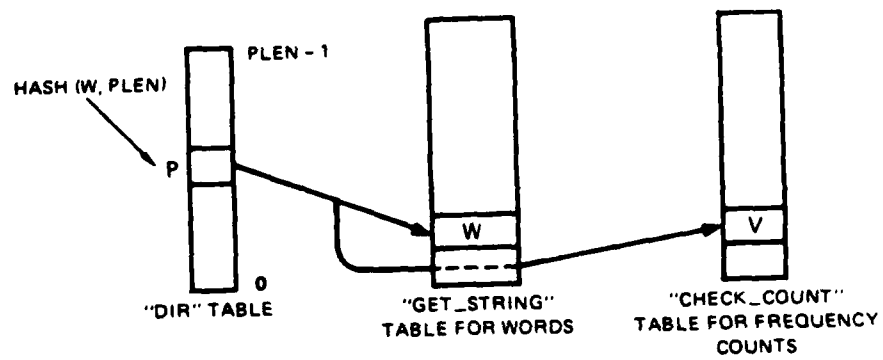 PLEN - 1
HASH (W, PLEN)
P
W
V
0
"DIR" TABLE
"GET_STRING"
TABLE FOR WORDS
"CHECK_COUNT"
TABLE FOR FREQUENCY
COUNTS